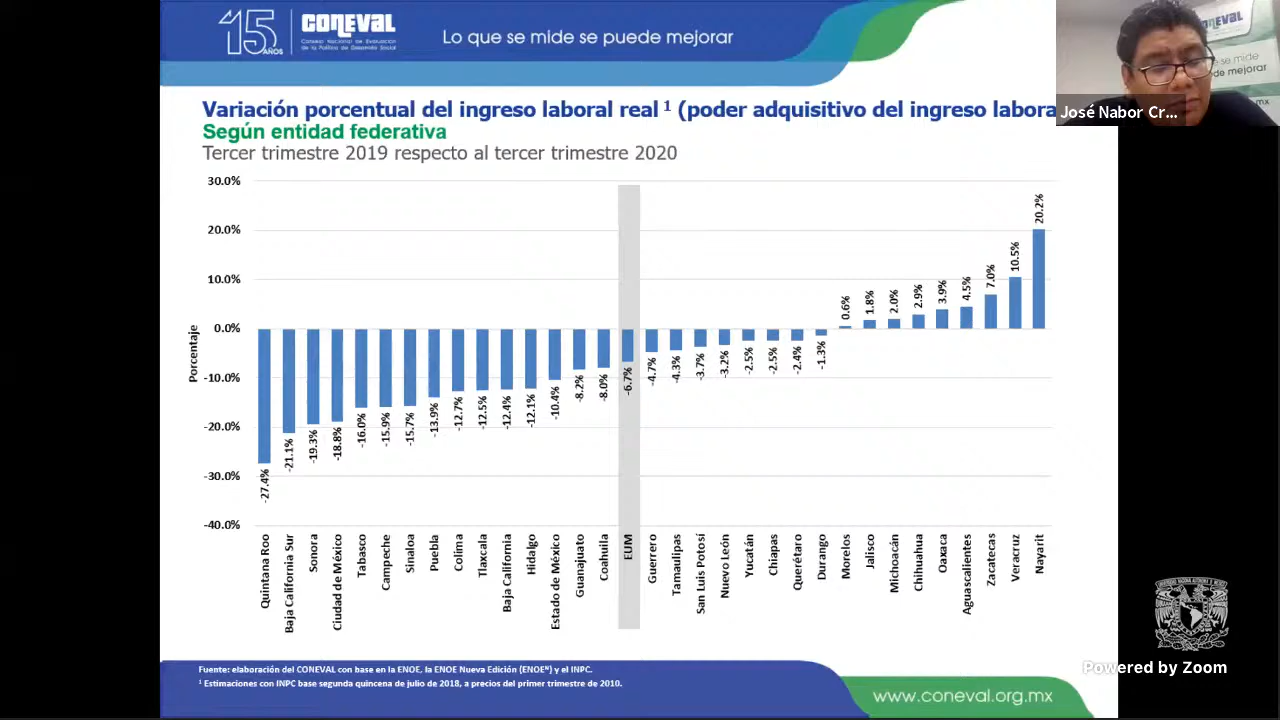 15 AÑOS
CONEVAL
Consejo Nacional de Evaluación
de la Política de Desarrollo Social
Lo que se mide se puede mejorar
Variación porcentual del ingreso laboral real ¹ (poder adquisitivo del ingreso labora
Según entidad federativa
Tercer trimestre 2019 respecto al tercer trimestre 2020
José Nabor Cr...
Porcentaje
30.0%
20.0%
10.0%
0.0%
-10.0%
-20.0%
-30.0%
-40.0%
-27.4%
-21.1%
-19.3%
-18.8%
-16.0%
-15.9%
-15.7%
-13.9%
-12.7%
-12.5%
-12.4%
-12.1%
-10.4%
-8.2%
-8.0%
-6.7%
-4.7%
-4.3%
-3.7%
-3.2%
-2.5%
-2.5%
-2.4%
-1.3%
0.6%
1.8%
2.0%
2.9%
3.9%
4.5%
7.0%
10.5%
20.2%
Quintana Roo
Baja California Sur
Sonora
Ciudad de México
Tabasco
Campeche
Sinaloa
Puebla
Colima
Tlaxcala
Baja California
Hidalgo
Estado de México
Guanajuato
Coahuila
EUM
Guerrero
Tamaulipas
San Luis Potosí
Nuevo León
Yucatán
Chiapas
Querétaro
Durango
Morelos
Jalisco
Michoacán
Chihuahua
Oaxaca
Aguascalientes
Zacatecas
Veracruz
Nayarit
Fuente: elaboración del CONEVAL con base en la ENOE, la ENOE Nueva Edición (ENOEᴺ) y el INPC.
¹ Estimaciones con INPC base segunda quincena de julio de 2018, a precios del primer trimestre de 2010.
www.coneval.org.mx
Powered by Zoom